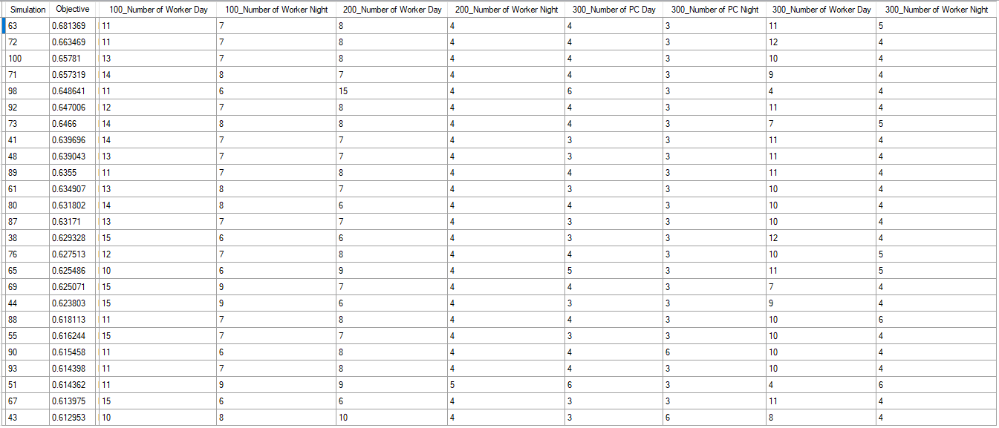 Simulation Objective 100_Number of Worker Day 100_Number of Worker Night 200_Number of Worker Day 200_Number of Worker Night 300_Number of PC Day 300_Number of PC Night 300_Number of Worker Day 300_Number of Worker Night
63 0.681369 11 7 8 4 4 3 11 5
72 0.663469 11 7 8 4 4 3 12 4
100 0.65781 13 7 8 4 4 3 10 4
71 0.657319 14 8 7 4 4 3 9 4
98 0.648641 11 6 15 4 6 3 4 4
92 0.647006 12 7 8 4 4 3 11 4
73 0.6466 14 8 8 4 4 3 7 5
41 0.639696 14 7 7 4 3 3 11 4
48 0.639043 13 7 7 4 3 3 11 4
89 0.6355 11 7 8 4 4 3 11 4
61 0.634907 13 8 7 4 3 3 10 4
80 0.631802 14 8 6 4 4 3 10 4
87 0.63171 13 7 7 4 3 3 10 4
38 0.629328 15 6 6 4 3 3 12 4
76 0.627513 12 7 8 4 4 3 10 5
65 0.625486 10 6 9 4 5 3 11 5
69 0.625071 15 9 7 4 4 3 7 4
44 0.623803 15 9 6 4 3 3 9 4
88 0.618113 11 7 8 4 4 3 10 6
55 0.616244 15 7 7 4 3 3 10 4
90 0.615458 11 6 8 4 4 6 10 4
93 0.614398 11 7 8 4 4 3 10 4
51 0.614362 11 9 9 5 6 3 4 6
67 0.613975 15 6 6 4 3 3 11 4
43 0.612953 10 8 10 4 3 6 8 4